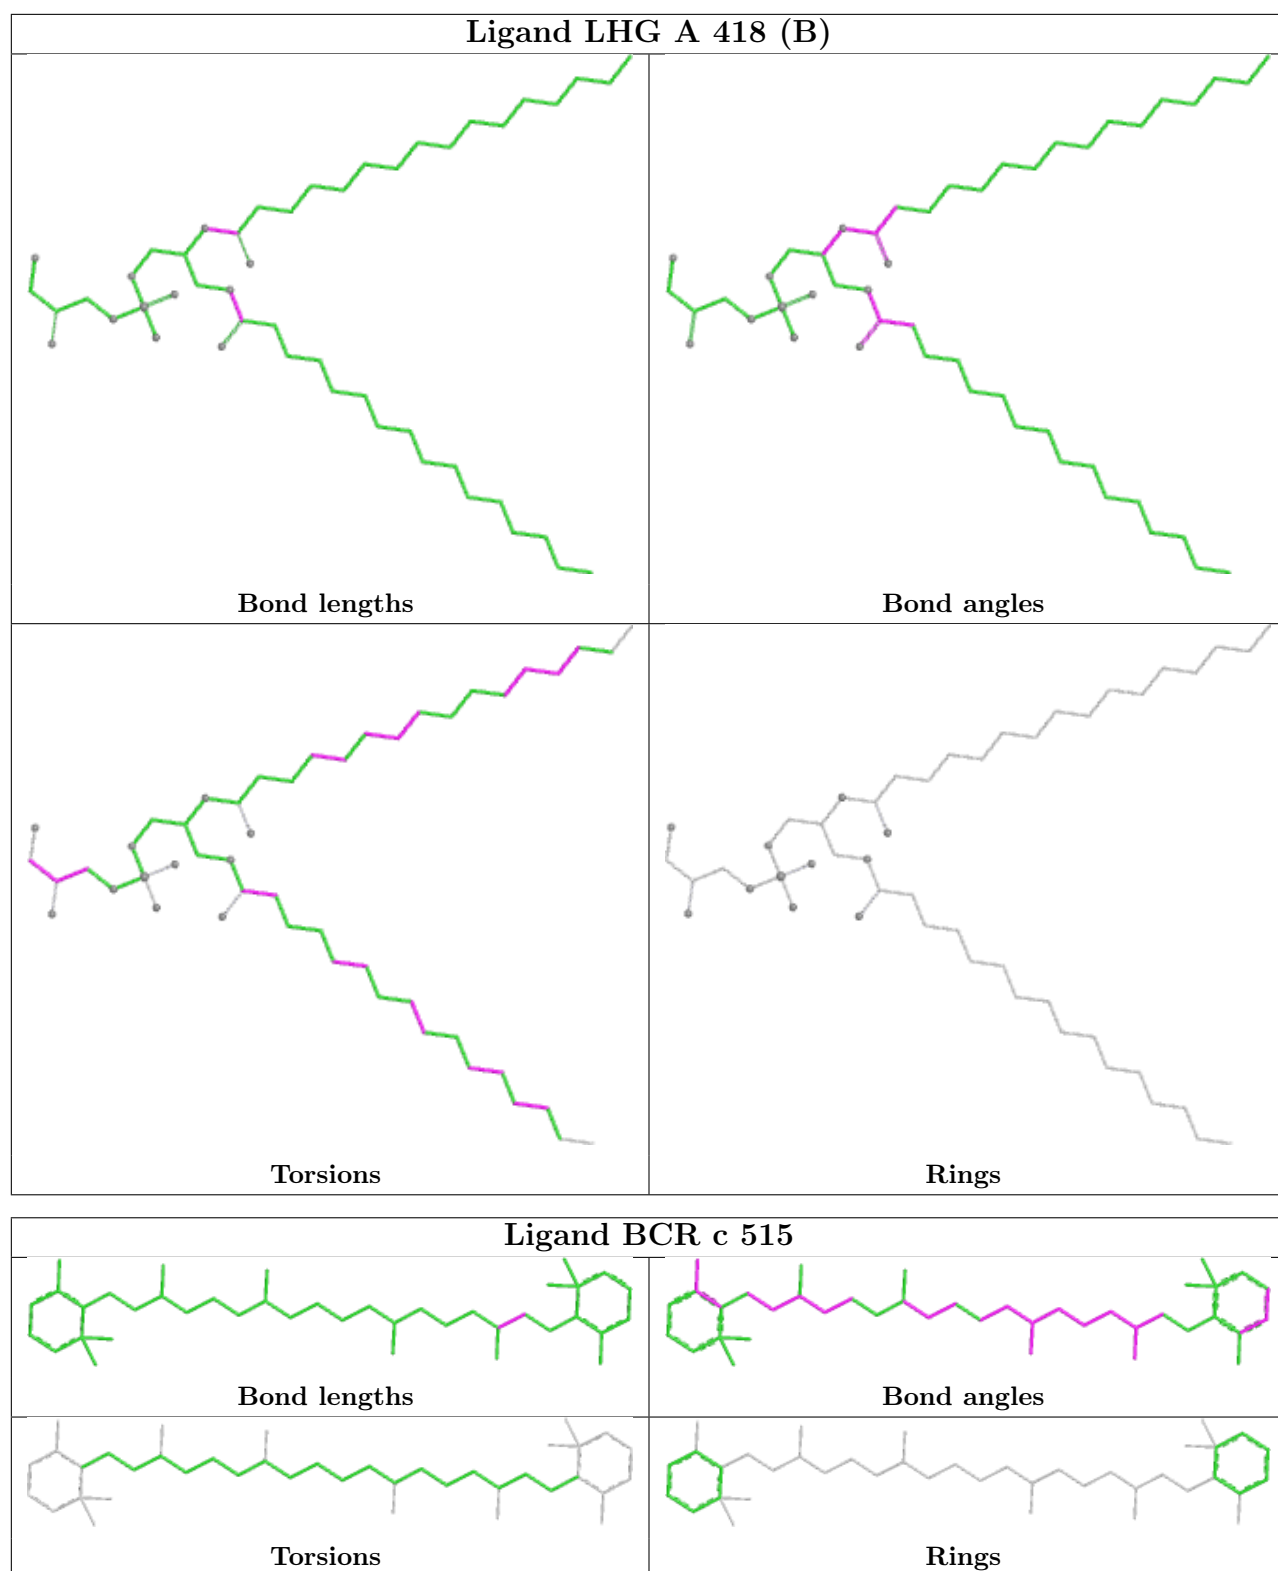 Ligand LHG A 418 (B)
Bond lengths
Bond angles
Torsions
Rings
Ligand BCR c 515
Bond lengths
Bond angles
Torsions
Rings